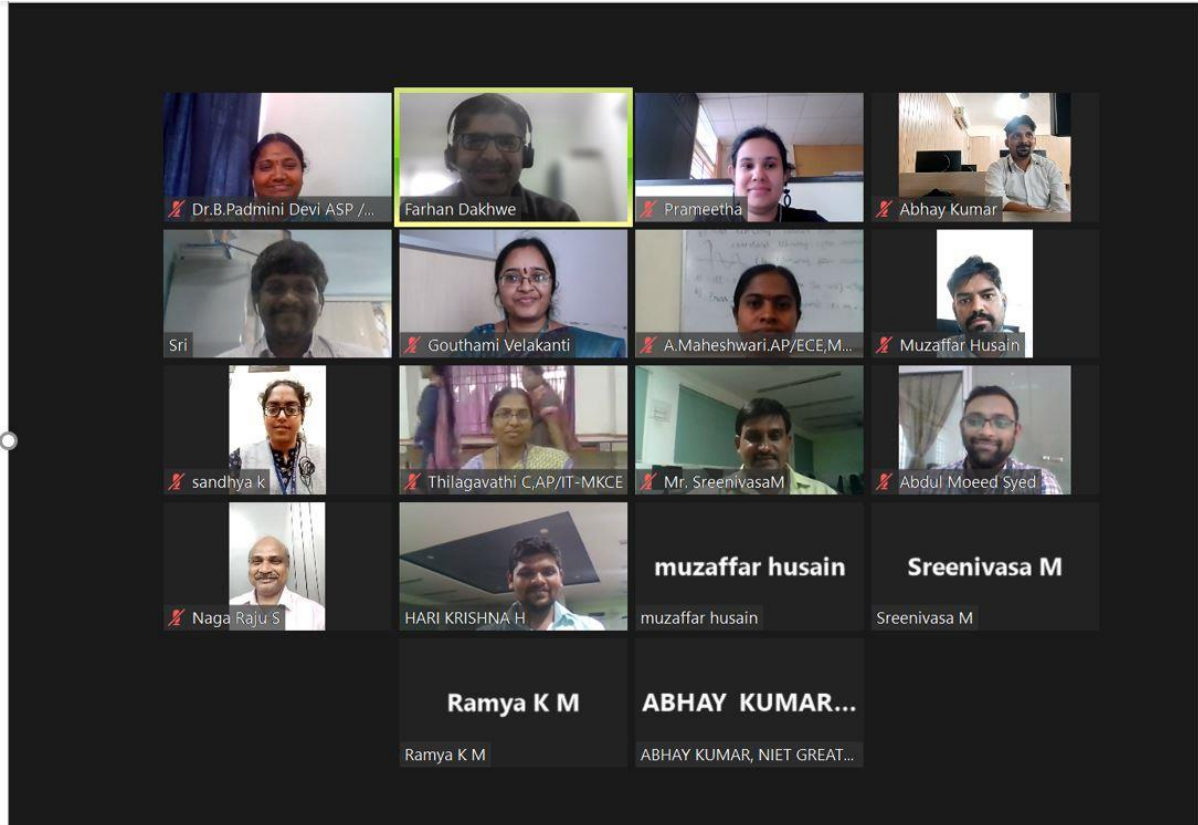 Dr.B.Padmini Devi ASP /...
Farhan Dakhwe
Prameetha
Abhay Kumar
Sri
Gouthami Velakanti
A.Maheshwari.AP/ECE,M...
Muzaffar Husain
sandhya k
Thilagavathi C,AP/IT-MKCE
Mr. SreenivasaM
Abdul Moeed Syed
Naga Raju S
HARI KRISHNA H
muzaffar husain
muzaffar husain
Sreenivasa M
Sreenivasa M
Ramya K M
Ramya K M
ABHAY KUMAR...
ABHAY KUMAR, NIET GREAT...